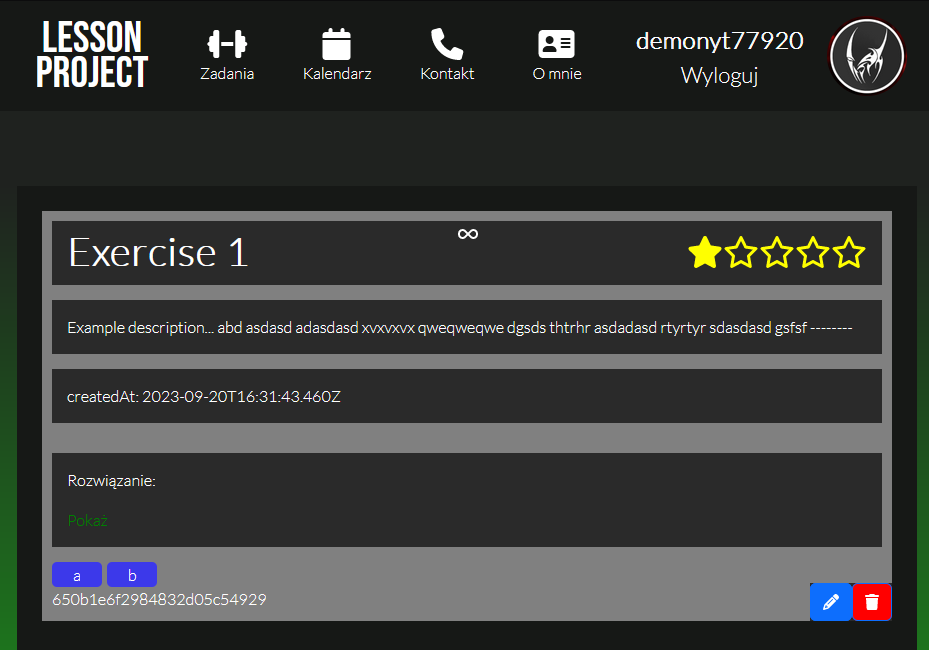 LESSON
PROJECT
Zadania
Kalendarz
Kontakt
O mnie
demonyt77920
Wyloguj
∞
Exercise 1
Example description... abd asdasd adasdasd xvxvxvx qweqweqwe dgsds thtrhr asdadasd rtyrtyr sdasdasd gsfsf --------
createdAt: 2023-09-20T16:31:43.460Z
Rozwiązanie:
Pokaż
a b
650b1e6f2984832d05c54929